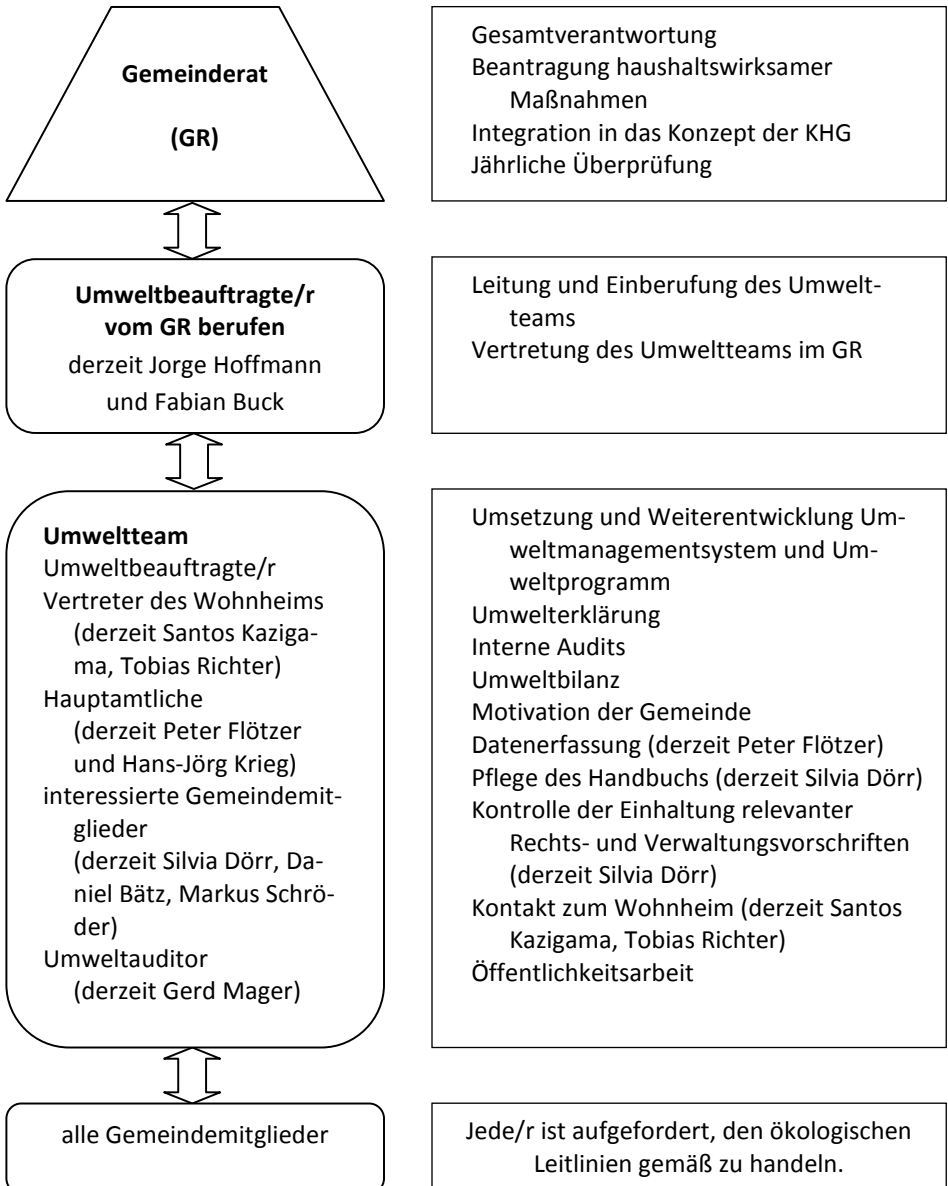 Gemeinderat
(GR)
Gesamtverantwortung
Beantragung haushaltswirksamer
Maßnahmen
Integration in das Konzept der KHG
Jährliche Überprüfung
Umweltbeauftragte/r
vom GR berufen
derzeit Jorge Hoffmann
und Fabian Buck
Leitung und Einberufung des Umwelt-
teams
Vertretung des Umweltteams im GR
Umweltteam
Umweltbeauftragte/r
Vertreter des Wohnheims
(derzeit Santos Kaziga-
ma, Tobias Richter)
Hauptamtliche
(derzeit Peter Flötzer
und Hans-Jörg Krieg)
interessierte Gemeindemit-
glieder
(derzeit Silvia Dörr, Da-
niel Bätz, Markus Schrö-
der)
Umweltauditor
(derzeit Gerd Mager)
Umsetzung und Weiterentwicklung Um-
weltmanagementsystem und Um-
weltprogramm
Umwelterklärung
Interne Audits
Umweltbilanz
Motivation der Gemeinde
Datenerfassung (derzeit Peter Flötzer)
Pflege des Handbuchs (derzeit Silvia Dörr)
Kontrolle der Einhaltung relevanter
Rechts- und Verwaltungsvorschriften
(derzeit Silvia Dörr)
Kontakt zum Wohnheim (derzeit Santos
Kazigama, Tobias Richter)
Öffentlichkeitsarbeit
alle Gemeindemitglieder
Jede/r ist aufgefordert, den ökologischen
Leitlinien gemäß zu handeln.